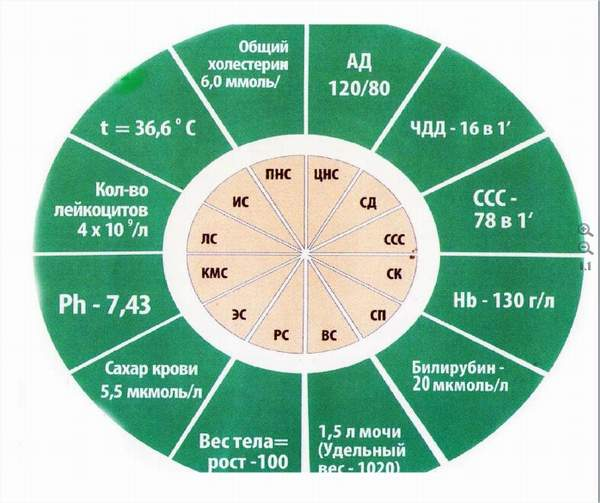 Общий
холестерин
6,0 ммоль/
АД
120/80
ЧДД - 16 в 1′
ССС -
78 в 1′
Hb - 130 г/л
Билирубин -
20 мкмоль/л
1,5 л мочи
(Удельный
вес - 1020)
Вес тела=
рост -100
Сахар крови
5,5 мкмоль/л
Ph - 7,43
Кол-во
лейкоцитов
4 х 10⁹/л
t = 36,6 ⁰ С
ПНС
ЦНС
СД
ССС
СК
СП
ВС
РС
ЭС
КМС
ЛС
ИС